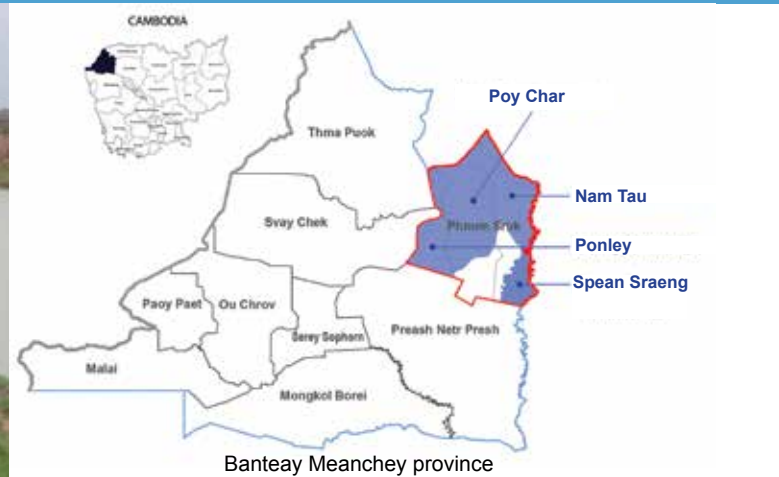 CAMBODIA
Poy Char
Thma Puok
Nam Tau
Svay Chek
Phnom Srok
Ponley
Spean Sraeng
Paoy Paet
Ou Chrov
Serey Sophorn
Preash Netr Presh
Malai
Mongkol Borei
Banteay Meanchey province